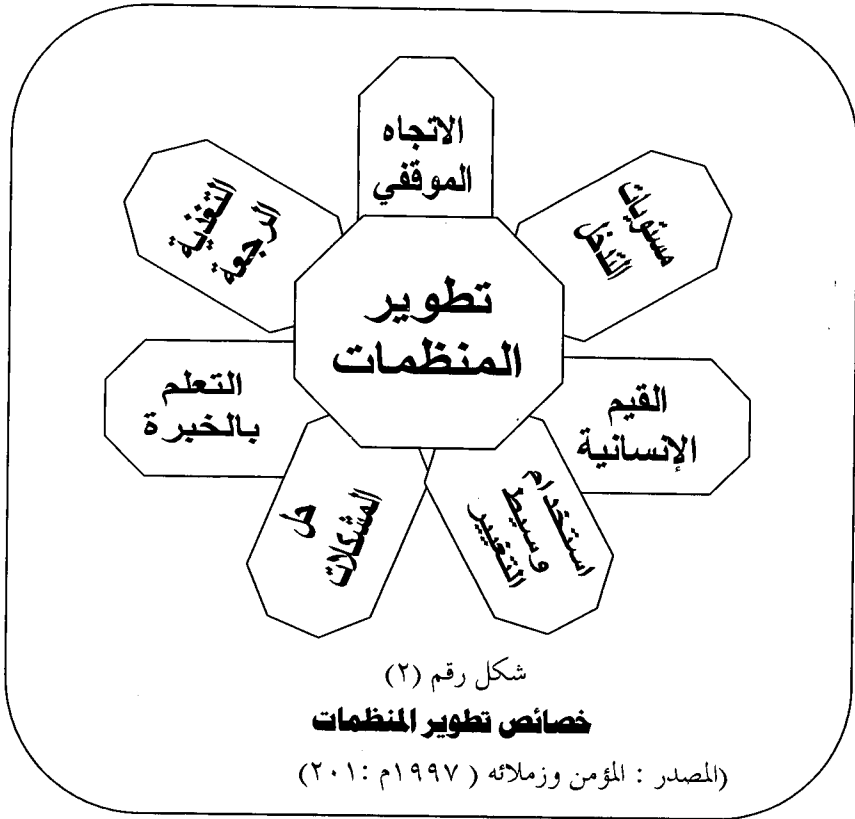 الاتجاه
الموقفي
مستويات
التدخل
القيم
الإنسانية
استخدام
وسيط
التغيير
حل
المشكلات
التعلم
بالخبرة
التغذية
الرجعة
تطوير
المنظمات
شكل رقم (٢)
خصائص تطوير المنظمات
(المصدر : المؤمن وزملائه ( ١٩٩٧م :٢٠١)